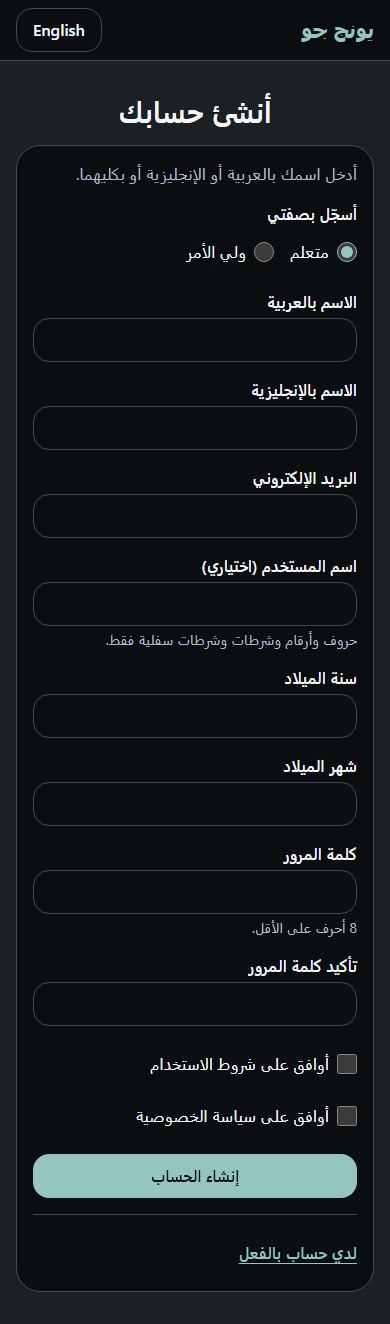 يونج جو
English
أنشئ حسابك
أدخل اسمك بالعربية أو الإنجليزية أو بكليهما.
أسجّل بصفتي
متعلم
ولي الأمر
الاسم بالعربية
الاسم بالإنجليزية
البريد الإلكتروني
اسم المستخدم (اختياري)
حروف وأرقام وشرطات وشرطات سفلية فقط.
سنة الميلاد
شهر الميلاد
كلمة المرور
8 أحرف على الأقل.
تأكيد كلمة المرور
أوافق على شروط الاستخدام
أوافق على سياسة الخصوصية
إنشاء الحساب
لدي حساب بالفعل